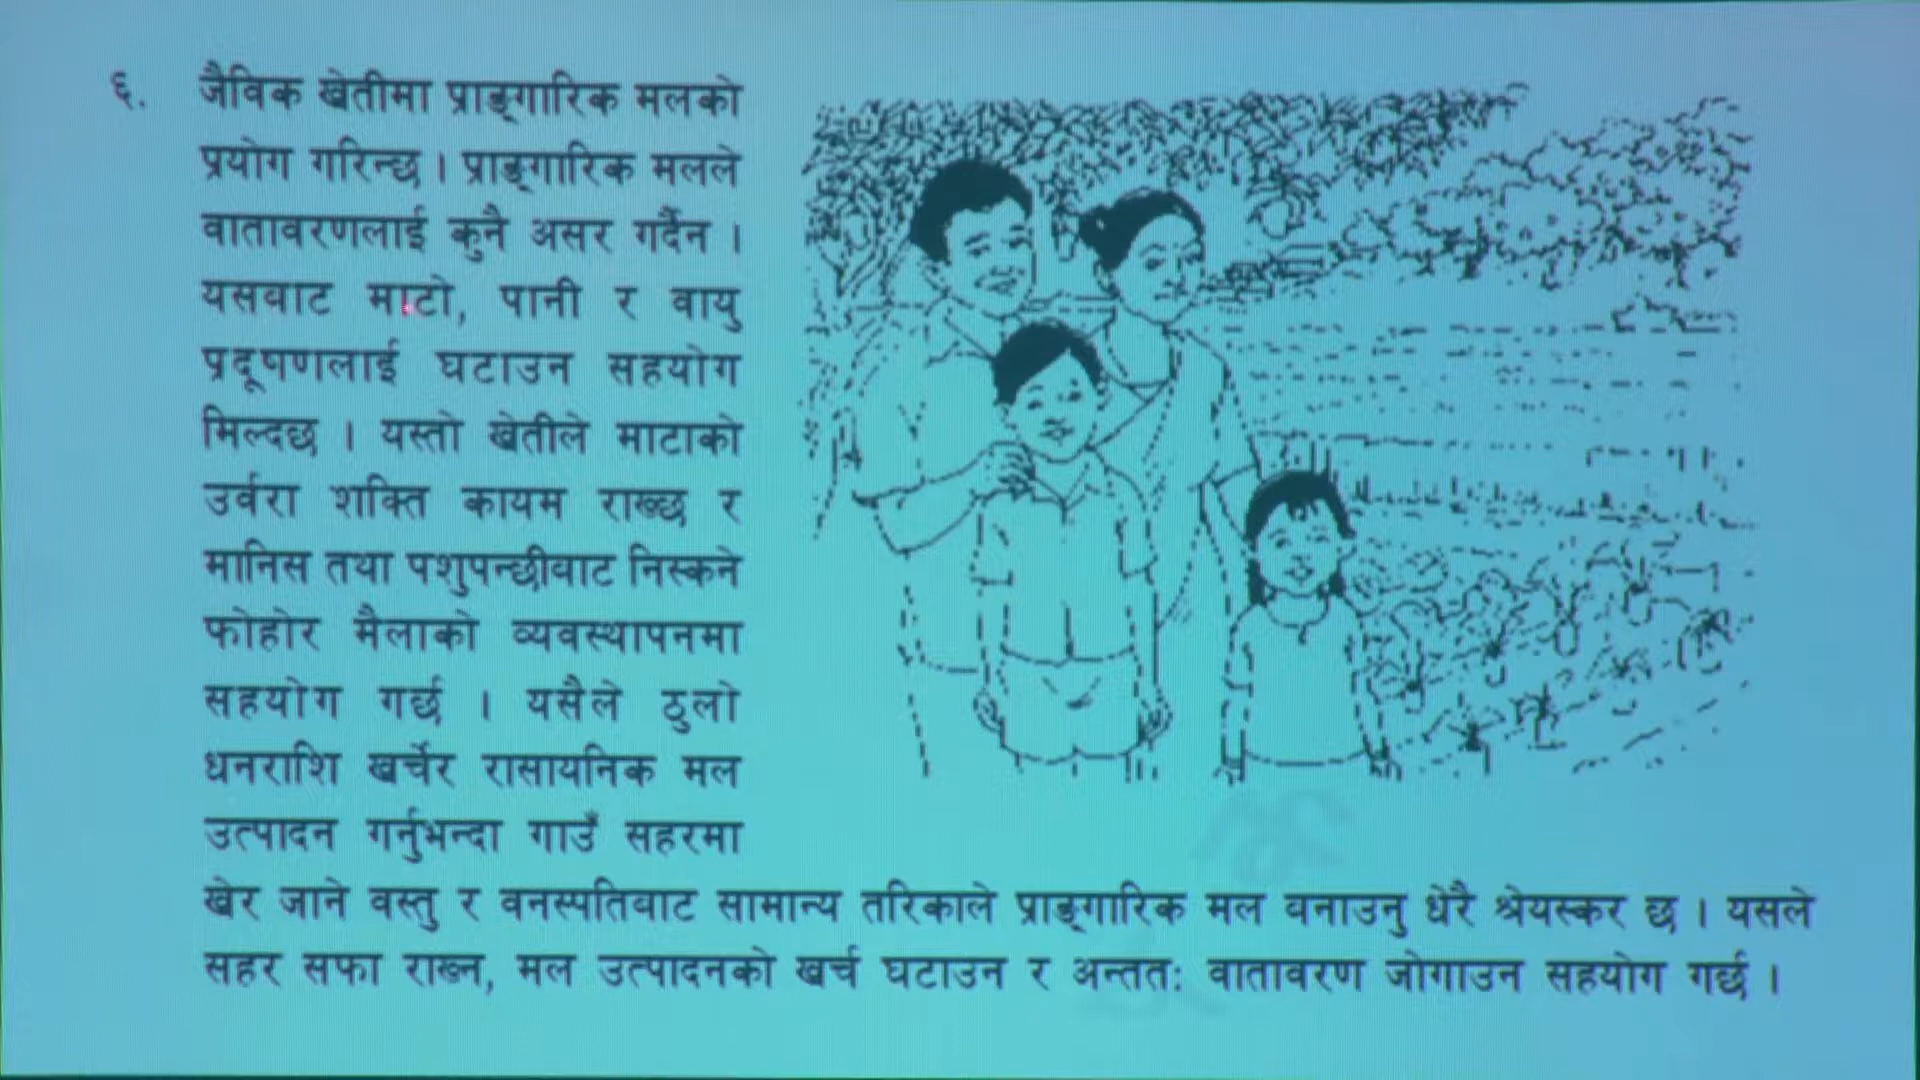 ६. जैविक खेतीमा प्राङ्गारिक मलको
प्रयोग गरिन्छ । प्राङ्गारिक मलले
वातावरणलाई कुनै असर गर्दैन ।
यसबाट माटो, पानी र वायु
प्रदूषणलाई घटाउन सहयोग
मिल्दछ । यस्तो खेतीले माटाको
उर्वरा शक्ति कायम राख्छ र
मानिस तथा पशुपन्छीबाट निस्कने
फोहोर मैलाको व्यवस्थापनमा
सहयोग गर्छ । यसैले ठुलो
धनराशि खर्चेर रासायनिक मल
उत्पादन गर्नुभन्दा गाउँ सहरमा
खेर जाने वस्तु र वनस्पतिबाट सामान्य तरिकाले प्राङ्गारिक मल बनाउनु धेरै श्रेयस्कर छ । यसले
सहर सफा राख्न, मल उत्पादनको खर्च घटाउन र अन्ततः वातावरण जोगाउन सहयोग गर्छ ।